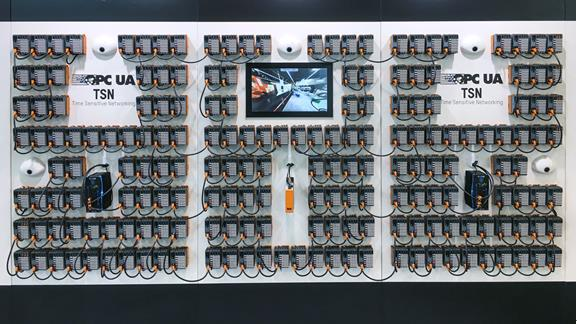 OPC UA
TSN
Time Sensitive Networking
OPC UA
TSN
Time Sensitive Networking